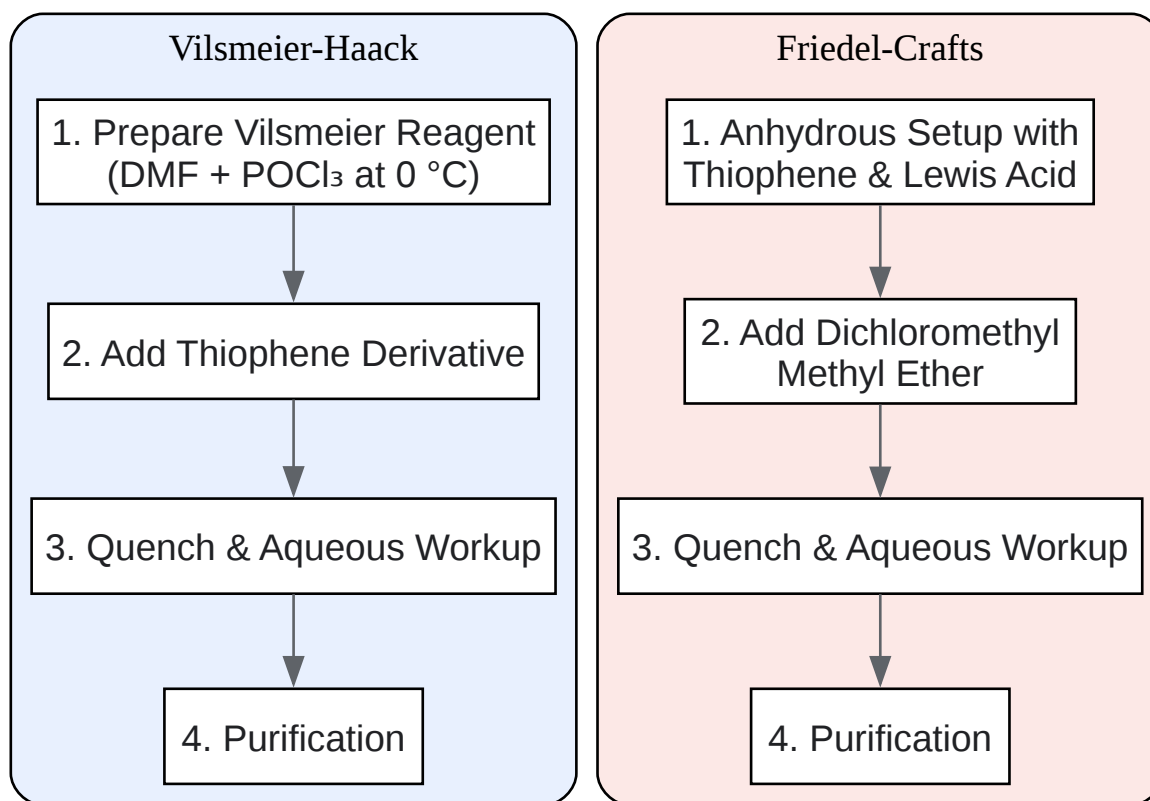 Vilsmeier-Haack
1. Prepare Vilsmeier Reagent
(DMF + POCl₃ at 0 °C)
2. Add Thiophene Derivative
3. Quench & Aqueous Workup
4. Purification
Friedel-Crafts
1. Anhydrous Setup with
Thiophene & Lewis Acid
2. Add Dichloromethyl
Methyl Ether
3. Quench & Aqueous Workup
4. Purification